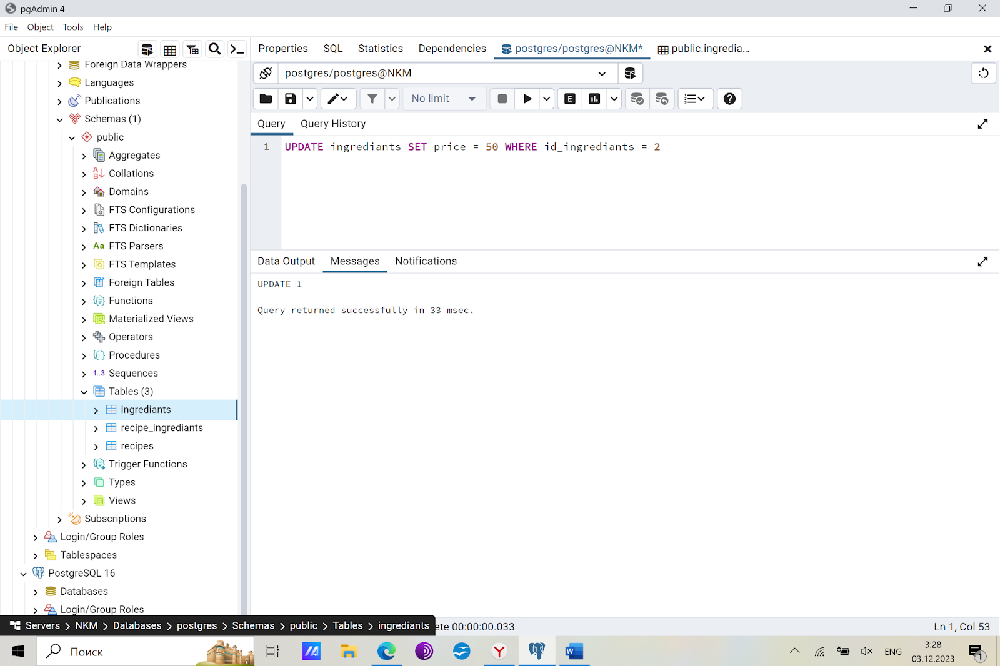 pgAdmin 4
File Object Tools Help
Object Explorer
Properties SQL Statistics Dependencies postgres/postgres@NKM* public.ingredia...
Foreign Data Wrappers
Languages
Publications
Schemas (1)
public
Aggregates
Collations
Domains
FTS Configurations
FTS Dictionaries
Aa FTS Parsers
FTS Templates
Foreign Tables
Functions
Materialized Views
Operators
Procedures
1..3 Sequences
Tables (3)
ingrediants
recipe_ingrediants
recipes
Trigger Functions
Types
Views
Subscriptions
Login/Group Roles
Tablespaces
PostgreSQL 16
Databases
Login/Group Roles
postgres/postgres@NKM
No limit
E
Query Query History
1 UPDATE ingrediants SET price = 50 WHERE id_ingrediants = 2
Data Output Messages Notifications
UPDATE 1
Query returned successfully in 33 msec.
Servers > NKM > Databases > postgres > Schemas > public > Tables > ingrediants
ete 00:00:00.033
Ln 1, Col 53
Поиск
ENG
3:28
03.12.2023
1